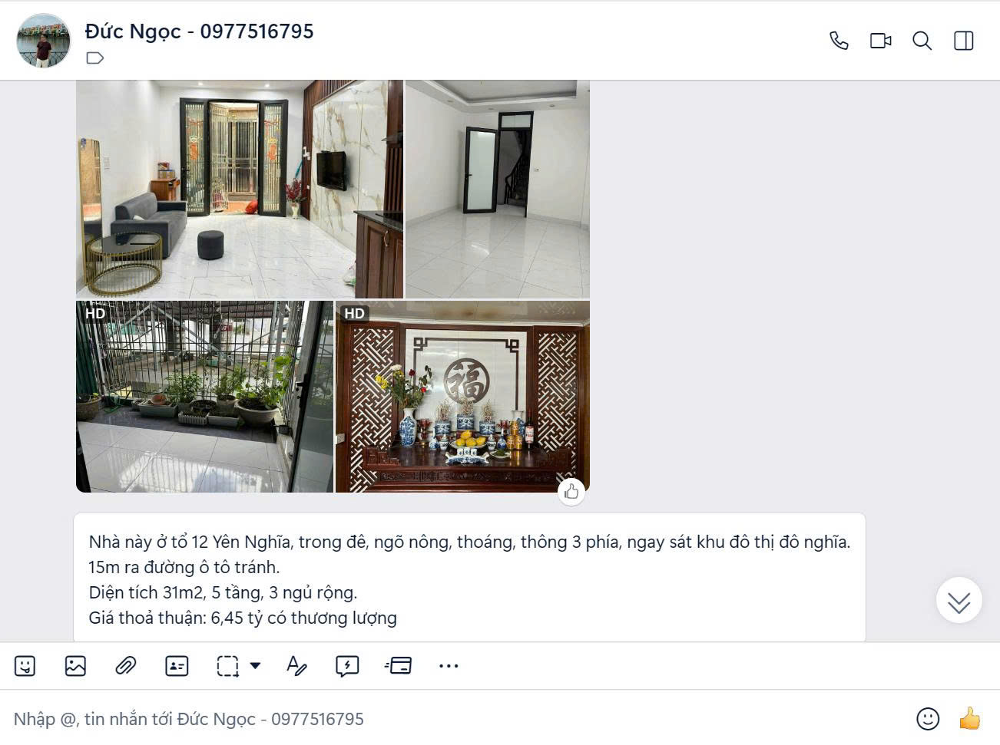 Đức Ngọc - 0977516795
HD
HD
福
Nhà này ở tổ 12 Yên Nghĩa, trong đê, ngõ nông, thoáng, thông 3 phía, ngay sát khu đô thị đô nghĩa.
15m ra đường ô tô tránh.
Diện tích 31m2, 5 tầng, 3 ngủ rộng.
Giá thoả thuận: 6,45 tỷ có thương lượng
Nhập @, tin nhắn tới Đức Ngọc - 0977516795